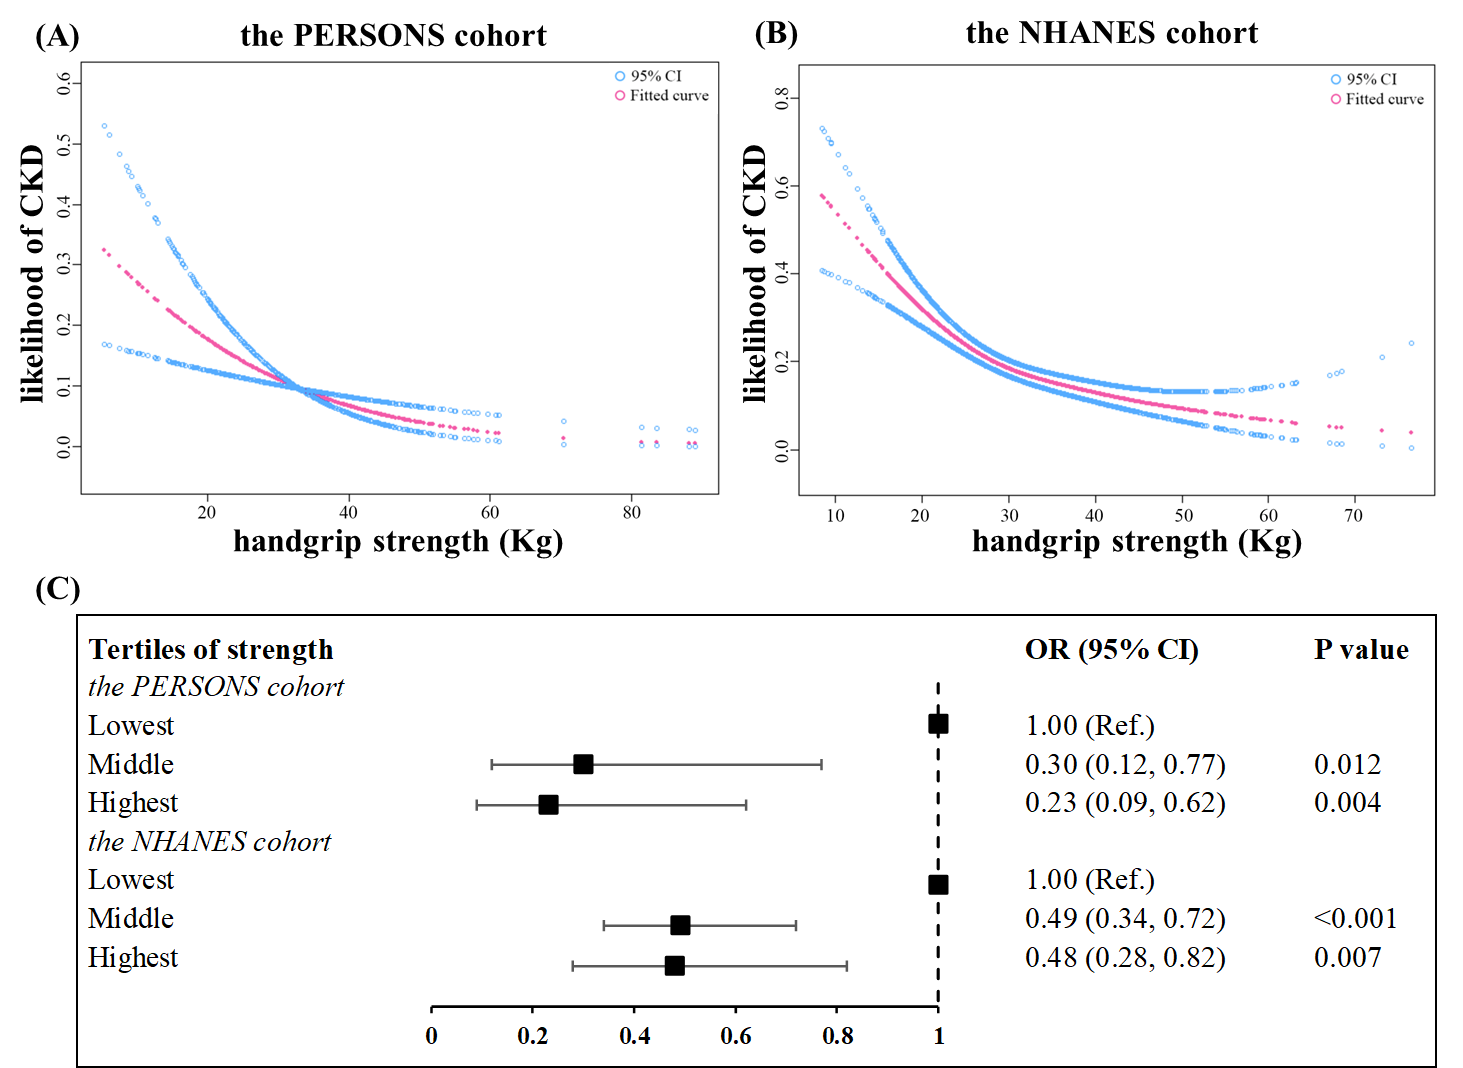 (A) the PERSONS cohort
95% CI
Fitted curve
likelihood of CKD
0.0 0.1 0.2 0.3 0.4 0.5 0.6
20 40 60 80
handgrip strength (Kg)
(B) the NHANES cohort
95% CI
Fitted curve
likelihood of CKD
0.0 0.2 0.4 0.6 0.8
10 20 30 40 50 60 70
handgrip strength (Kg)
(C)
Tertiles of strength OR (95% CI) P value
the PERSONS cohort
Lowest 1.00 (Ref.)
Middle 0.30 (0.12, 0.77) 0.012
Highest 0.23 (0.09, 0.62) 0.004
the NHANES cohort
Lowest 1.00 (Ref.)
Middle 0.49 (0.34, 0.72) <0.001
Highest 0.48 (0.28, 0.82) 0.007
0 0.2 0.4 0.6 0.8 1